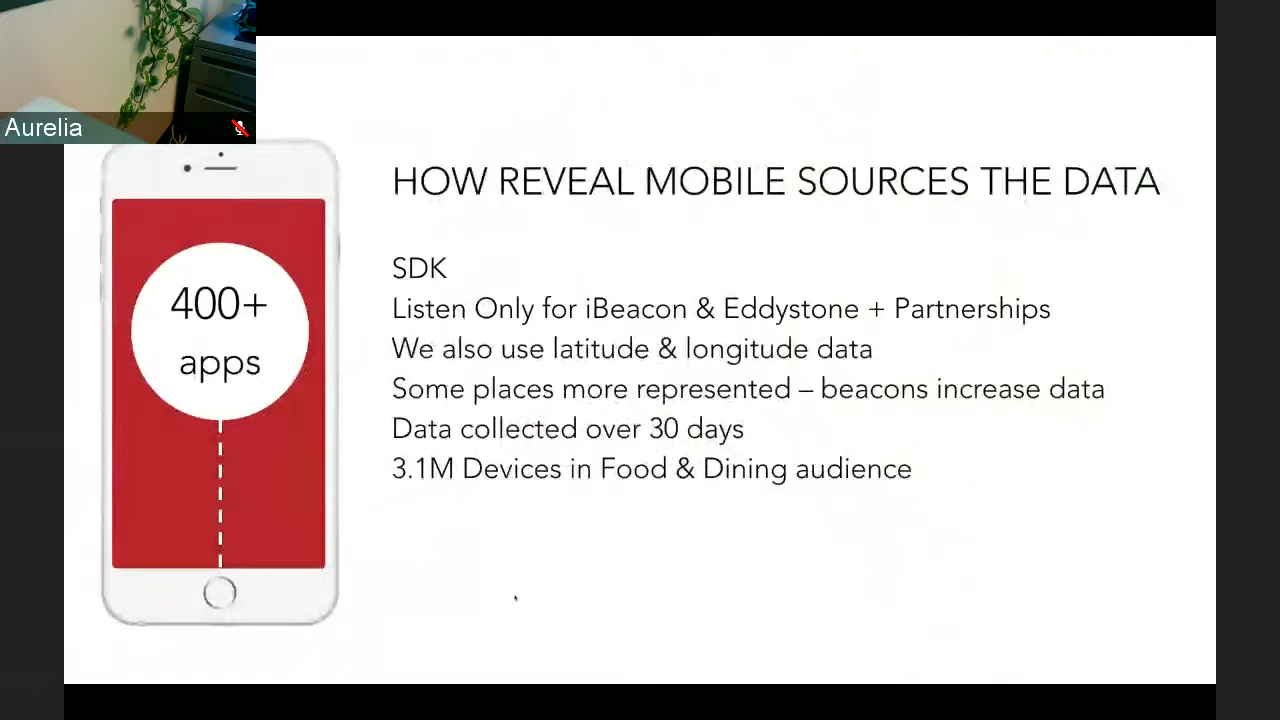 Aurelia
400+
apps
HOW REVEAL MOBILE SOURCES THE DATA
SDK
Listen Only for iBeacon & Eddystone + Partnerships
We also use latitude & longitude data
Some places more represented – beacons increase data
Data collected over 30 days
3.1M Devices in Food & Dining audience